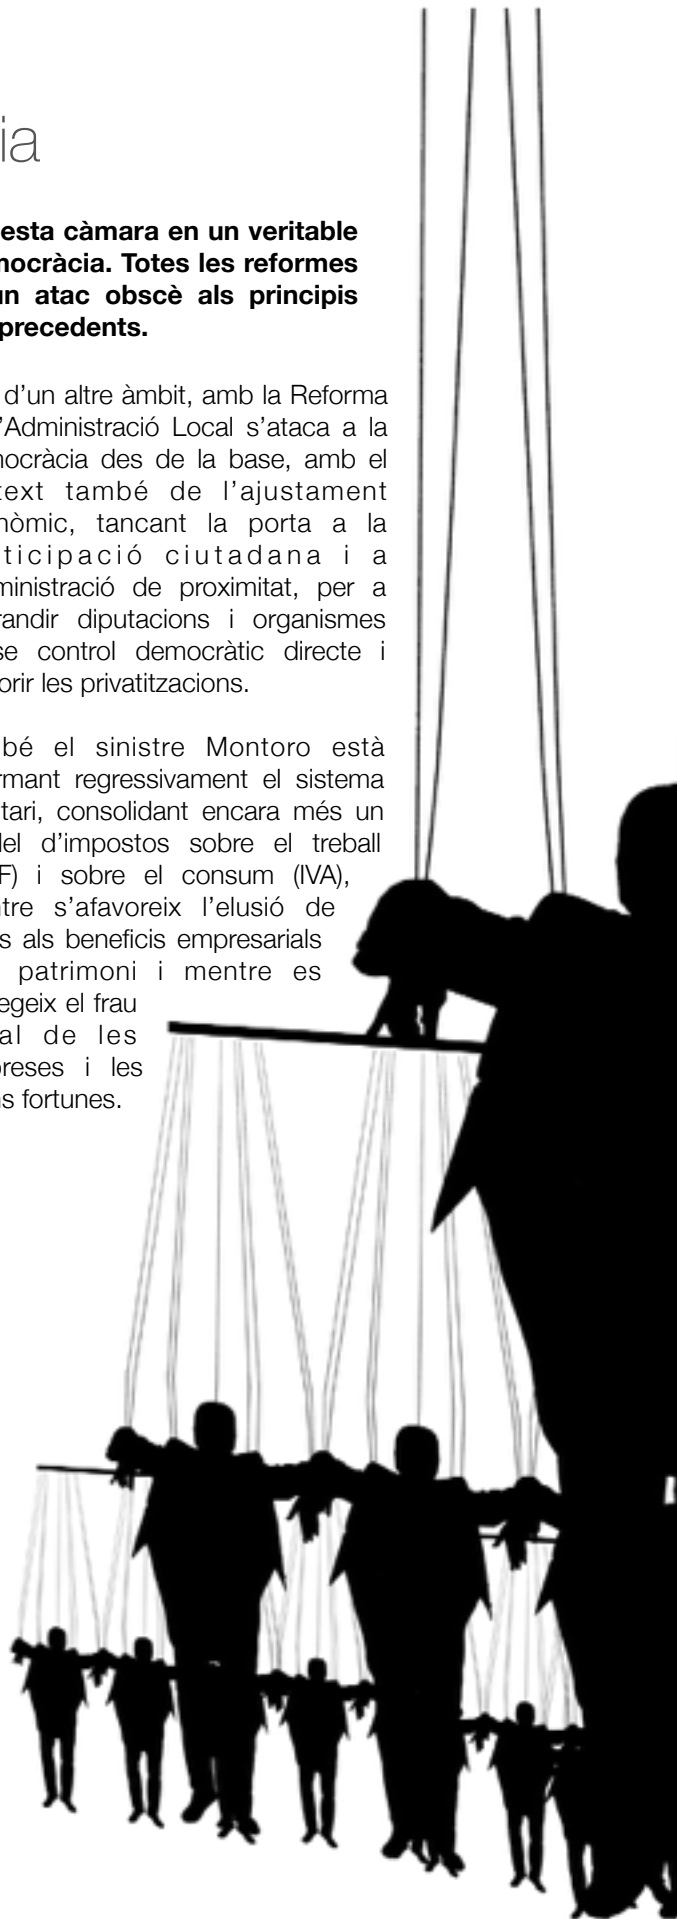 ia
esta càmara en un veritable
mocràcia. Totes les reformes
un atac obscè als principis
precedents.
d’un altre àmbit, amb la Reforma
’Administració Local s’ataca a la
nocràcia des de la base, amb el
text també de l’ajustament
nòmic, tancant la porta a la
ticipació ciutadana i a
ministració de proximitat, per a
randir diputacions i organismes
se control democràtic directe i
orir les privatitzacions.
bé el sinistre Montoro està
rmant regressivament el sistema
tari, consolidant encara més un
del d’impostos sobre el treball
F) i sobre el consum (IVA),
ntre s’afavoreix l’elusió de
s als beneficis empresarials
patrimoni i mentre es
egeix el frau
al de les
preses i les
ns fortunes.